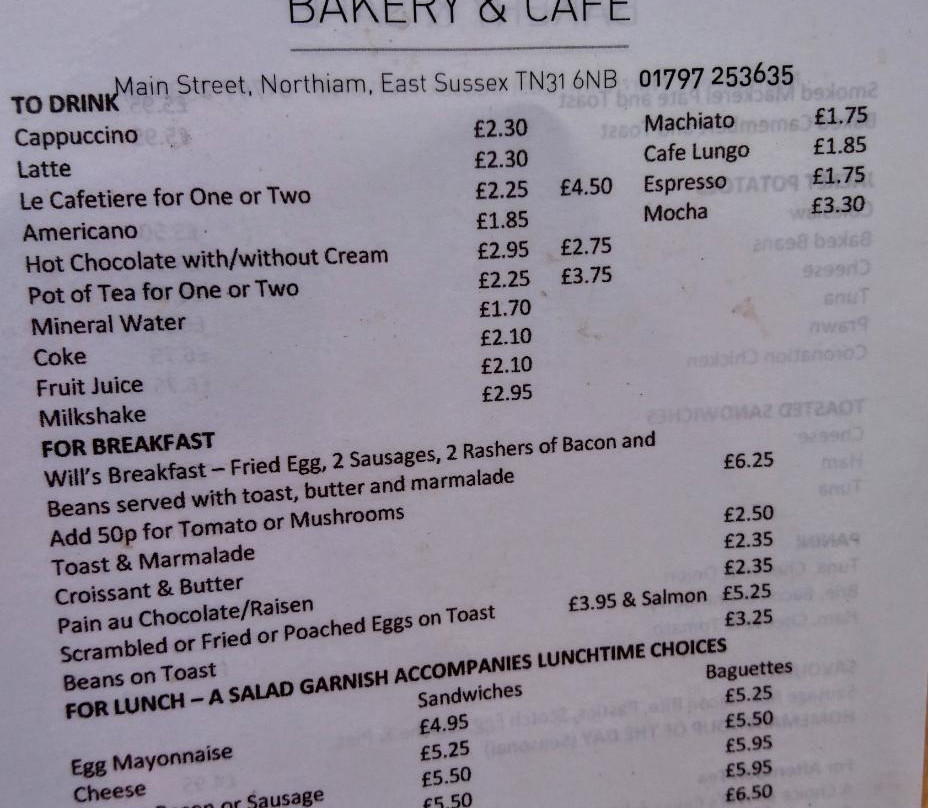 BAKERY & CAFE
Main Street, Northiam, East Sussex TN31 6NB 01797 253635
TO DRINK
Cappuccino £2.30 Machiato £1.75
Latte £2.30 Cafe Lungo £1.85
Le Cafetiere for One or Two £2.25 £4.50 Espresso £1.75
Americano £1.85 Mocha £3.30
Hot Chocolate with/without Cream £2.95 £2.75
Pot of Tea for One or Two £2.25 £3.75
Mineral Water £1.70
Coke £2.10
Fruit Juice £2.10
Milkshake £2.95
FOR BREAKFAST
Will's Breakfast – Fried Egg, 2 Sausages, 2 Rashers of Bacon and
Beans served with toast, butter and marmalade £6.25
Add 50p for Tomato or Mushrooms
Toast & Marmalade £2.50
Croissant & Butter £2.35
Pain au Chocolate/Raisen £2.35
Scrambled or Fried or Poached Eggs on Toast £3.95 & Salmon £5.25
Beans on Toast £3.25
FOR LUNCH – A SALAD GARNISH ACCOMPANIES LUNCHTIME CHOICES
Sandwiches Baguettes
Egg Mayonnaise £4.95 £5.25
Cheese £5.25 £5.50
or Sausage £5.50 £5.95
£5.50 £5.95
£6.50